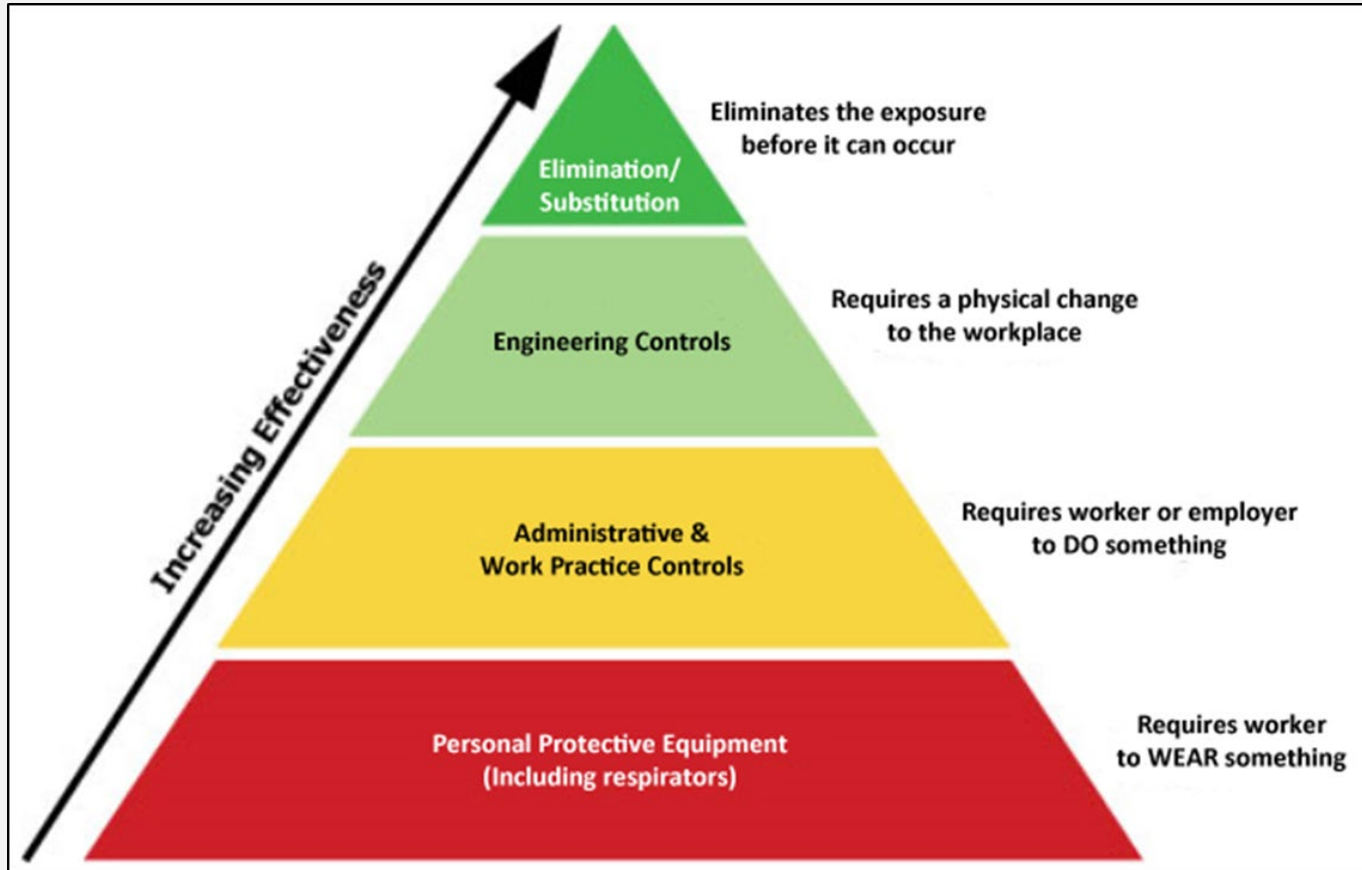 Increasing Effectiveness
Elimination/
Substitution
Eliminates the exposure
before it can occur
Engineering Controls
Requires a physical change
to the workplace
Administrative &
Work Practice Controls
Requires worker or employer
to DO something
Personal Protective Equipment
(Including respirators)
Requires worker
to WEAR something